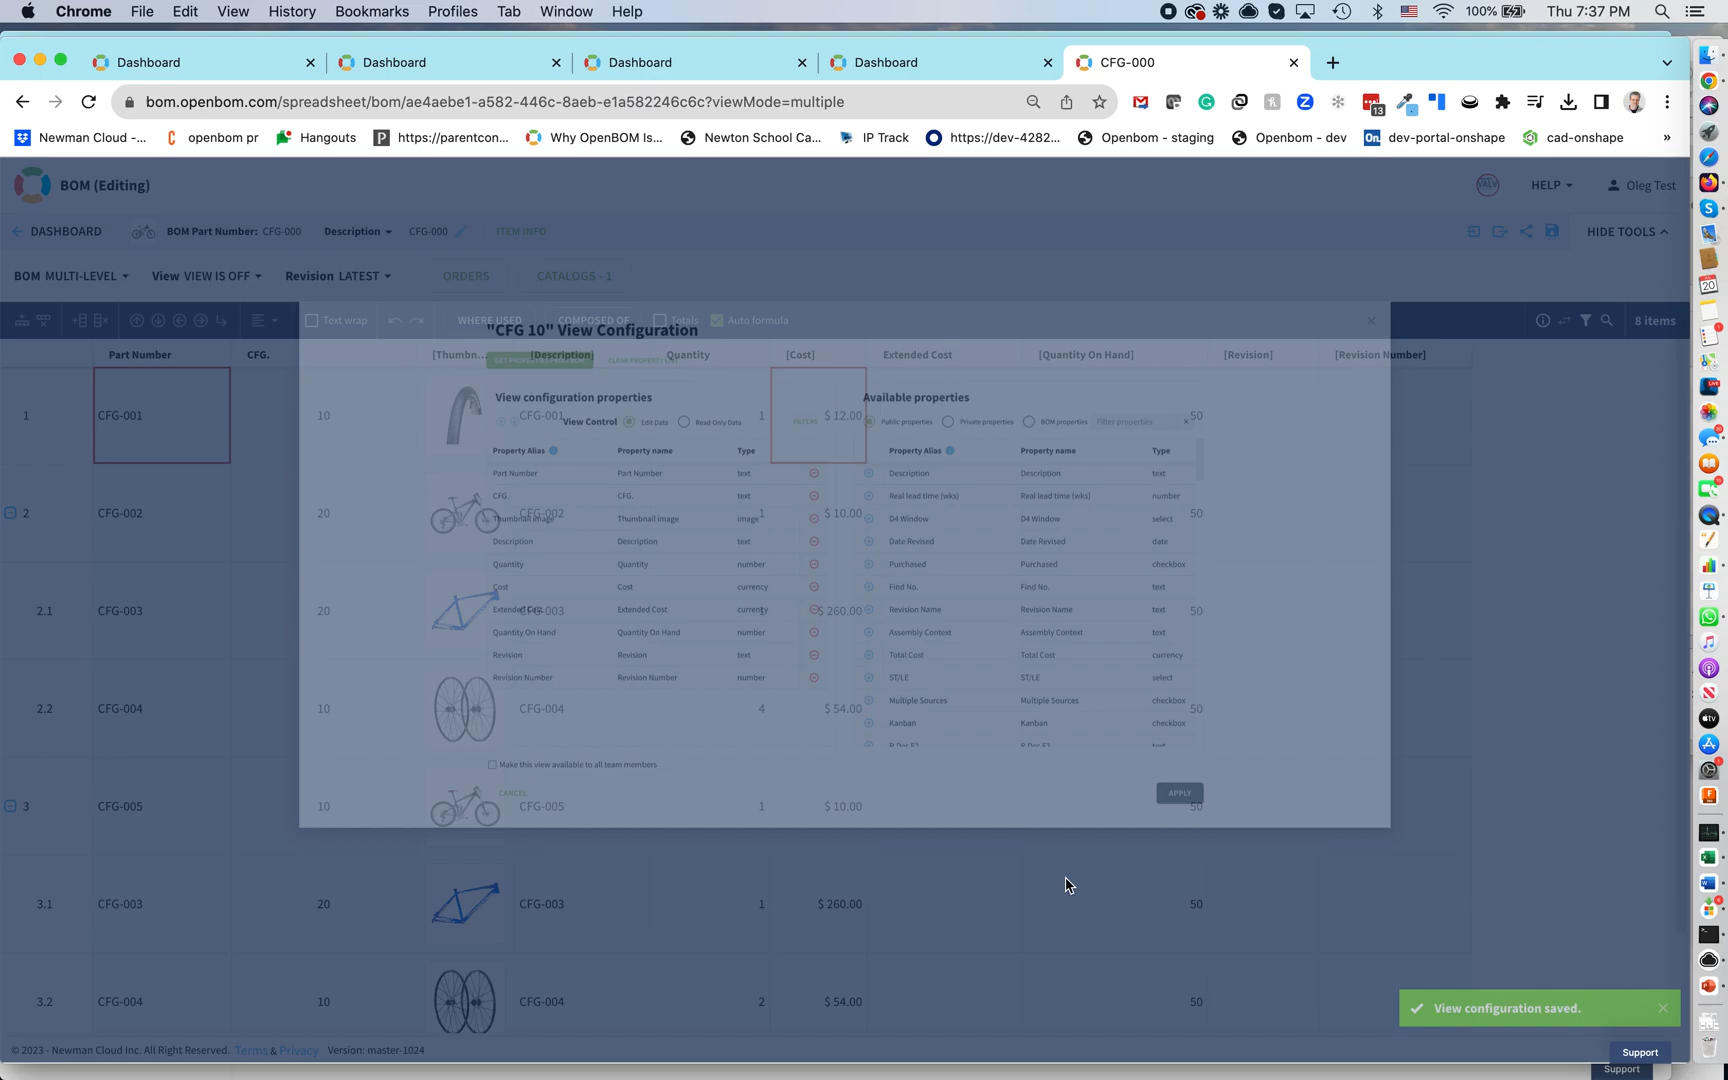 Chrome File Edit View History Bookmarks Profiles Tab Window Help 100% Thu 7:37 PM
Dashboard Dashboard Dashboard Dashboard CFG-000
bom.openbom.com/spreadsheet/bom/ae4aebe1-a582-446c-8aeb-e1a582246c6c?viewMode=multiple
Newman Cloud -... openbom pr Hangouts https://parentcon... Why OpenBOM Is... Newton School Ca... IP Track https://dev-4282... Openbom - staging Openbom - dev dev-portal-onshape cad-onshape »
BOM (Editing) HELP Oleg Test
DASHBOARD BOM Part Number: CFG-000 Description CFG-000 ITEM INFO HIDE TOOLS
BOM MULTI-LEVEL View VIEW IS OFF Revision LATEST ORDERS CATALOGS - 1
Text wrap WHERE USED COMPOSED OF Totals Auto formula 8 items
"CFG 10" View Configuration
Part Number CFG. [Thumbn... [Description] Quantity [Cost] Extended Cost [Quantity On Hand] [Revision] [Revision Number]
CLEAR PROPERTY LIST
View configuration properties Available properties
1 CFG-001 10 CFG-001 1 $ 12.00 50
View Control Edit Data Read Only Data FILTERS Public properties Private properties BOM properties Filter properties
Property Alias Property name Type Property Alias Property name Type
Part Number Part Number text Description Description text
CFG. CFG. text Real lead time (wks) Real lead time (wks) number
2 CFG-002 20 CFG-002 1 $ 10.00 50
Thumbnail image Thumbnail image image D4 Window D4 Window select
Description Description text Date Revised Date Revised date
Quantity Quantity number Purchased Purchased checkbox
Cost Cost currency Find No. Find No. text
2.1 CFG-003 20 CFG-003 1 $ 260.00 50
Extended Cost Extended Cost currency Revision Name Revision Name text
Quantity On Hand Quantity On Hand number Assembly Context Assembly Context text
Revision Revision text Total Cost Total Cost currency
Revision Number Revision Number number ST/LE ST/LE select
Multiple Sources Multiple Sources checkbox
2.2 CFG-004 10 CFG-004 4 $ 54.00 50
Kanban Kanban checkbox
Make this view available to all team members
CANCEL APPLY
3 CFG-005 10 CFG-005 1 $ 10.00 50
3.1 CFG-003 20 CFG-003 1 $ 260.00 50
3.2 CFG-004 10 CFG-004 2 $ 54.00 50
View configuration saved.
© 2023 - Newman Cloud Inc. All Right Reserved. Terms & Privacy Version: master-1024
Support
Support